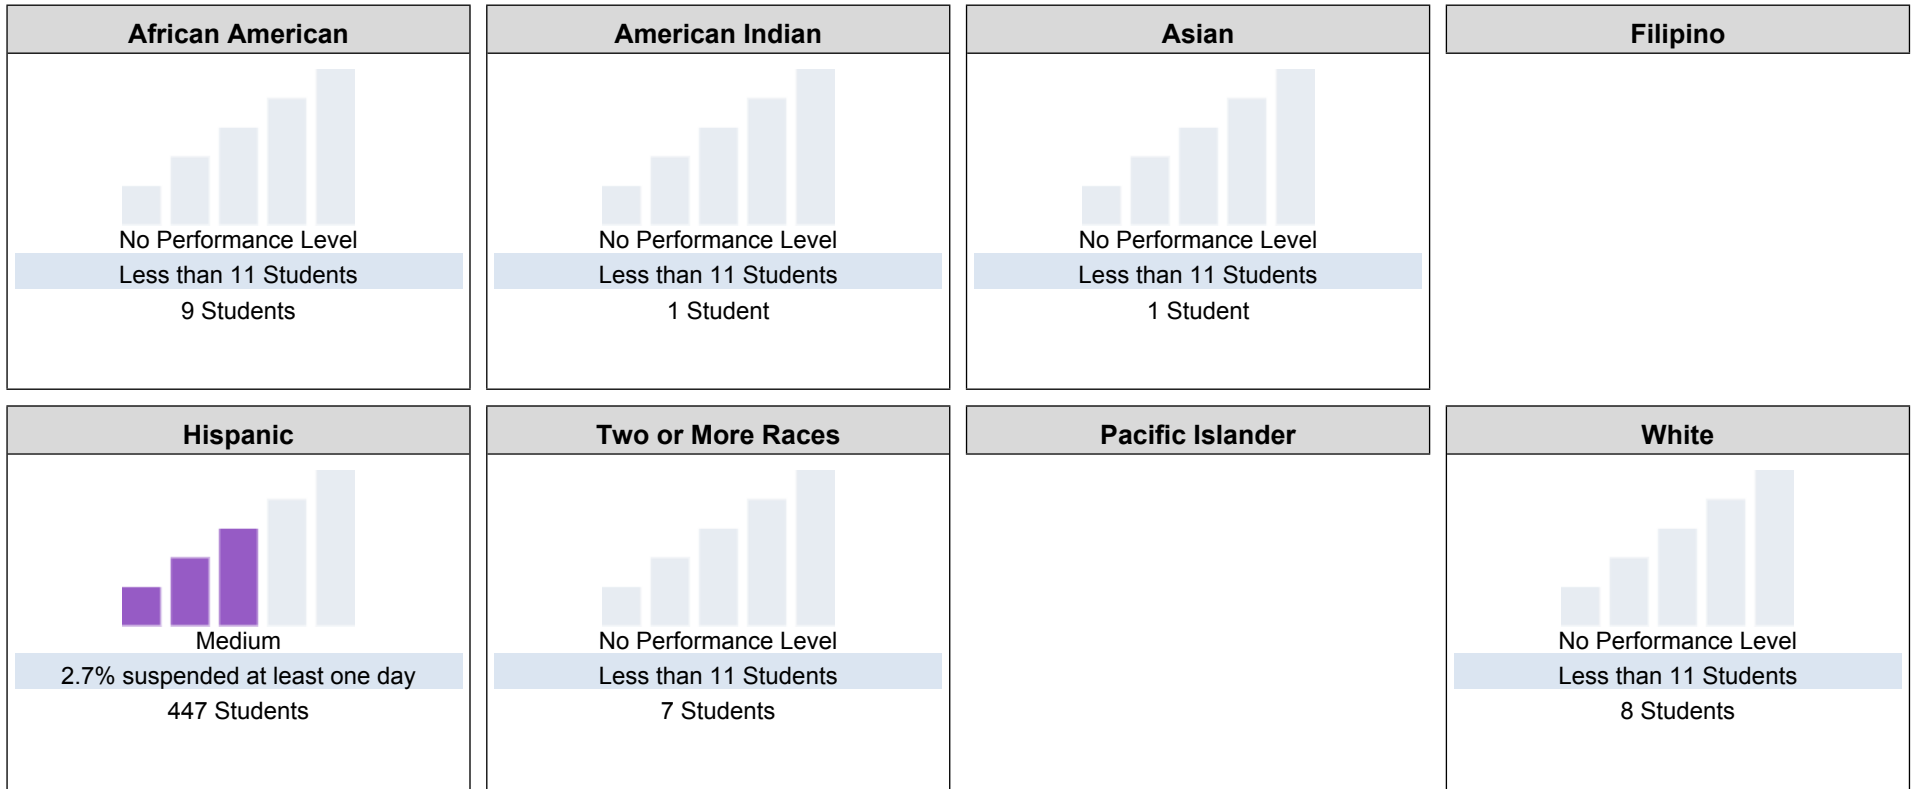 African American
No Performance Level
Less than 11 Students
9 Students
American Indian
No Performance Level
Less than 11 Students
1 Student
Asian
No Performance Level
Less than 11 Students
1 Student
Filipino
Hispanic
Medium
2.7% suspended at least one day
447 Students
Two or More Races
No Performance Level
Less than 11 Students
7 Students
Pacific Islander
White
No Performance Level
Less than 11 Students
8 Students